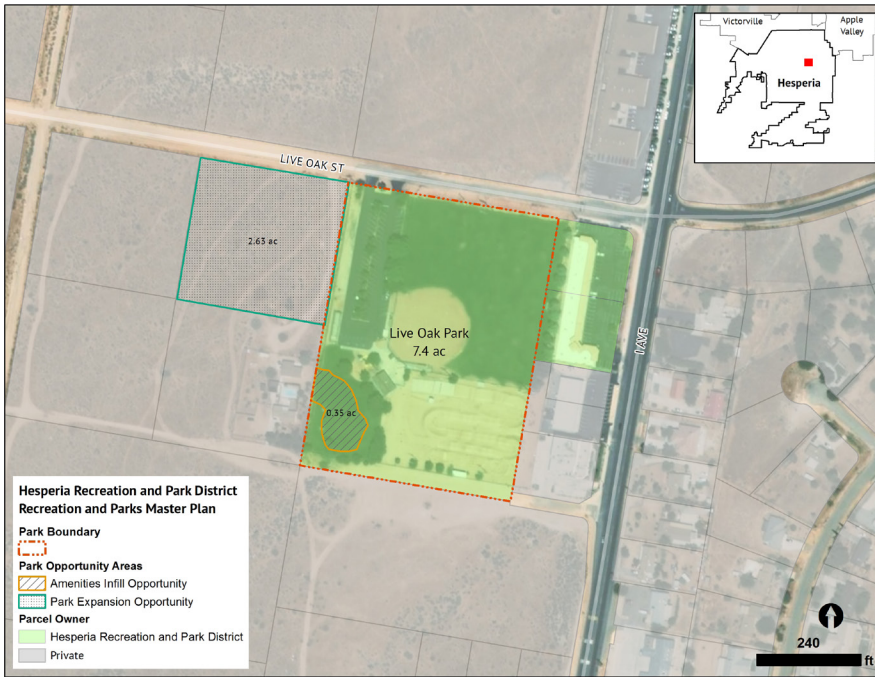 Victorville
Apple
Valley
Hesperia
LIVE OAK ST
2.63 ac
Live Oak Park
7.4 ac
I AVE
0.35 ac
Hesperia Recreation and Park District
Recreation and Parks Master Plan
Park Boundary
Park Opportunity Areas
Amenities Infill Opportunity
Park Expansion Opportunity
Parcel Owner
Hesperia Recreation and Park District
Private
240
ft